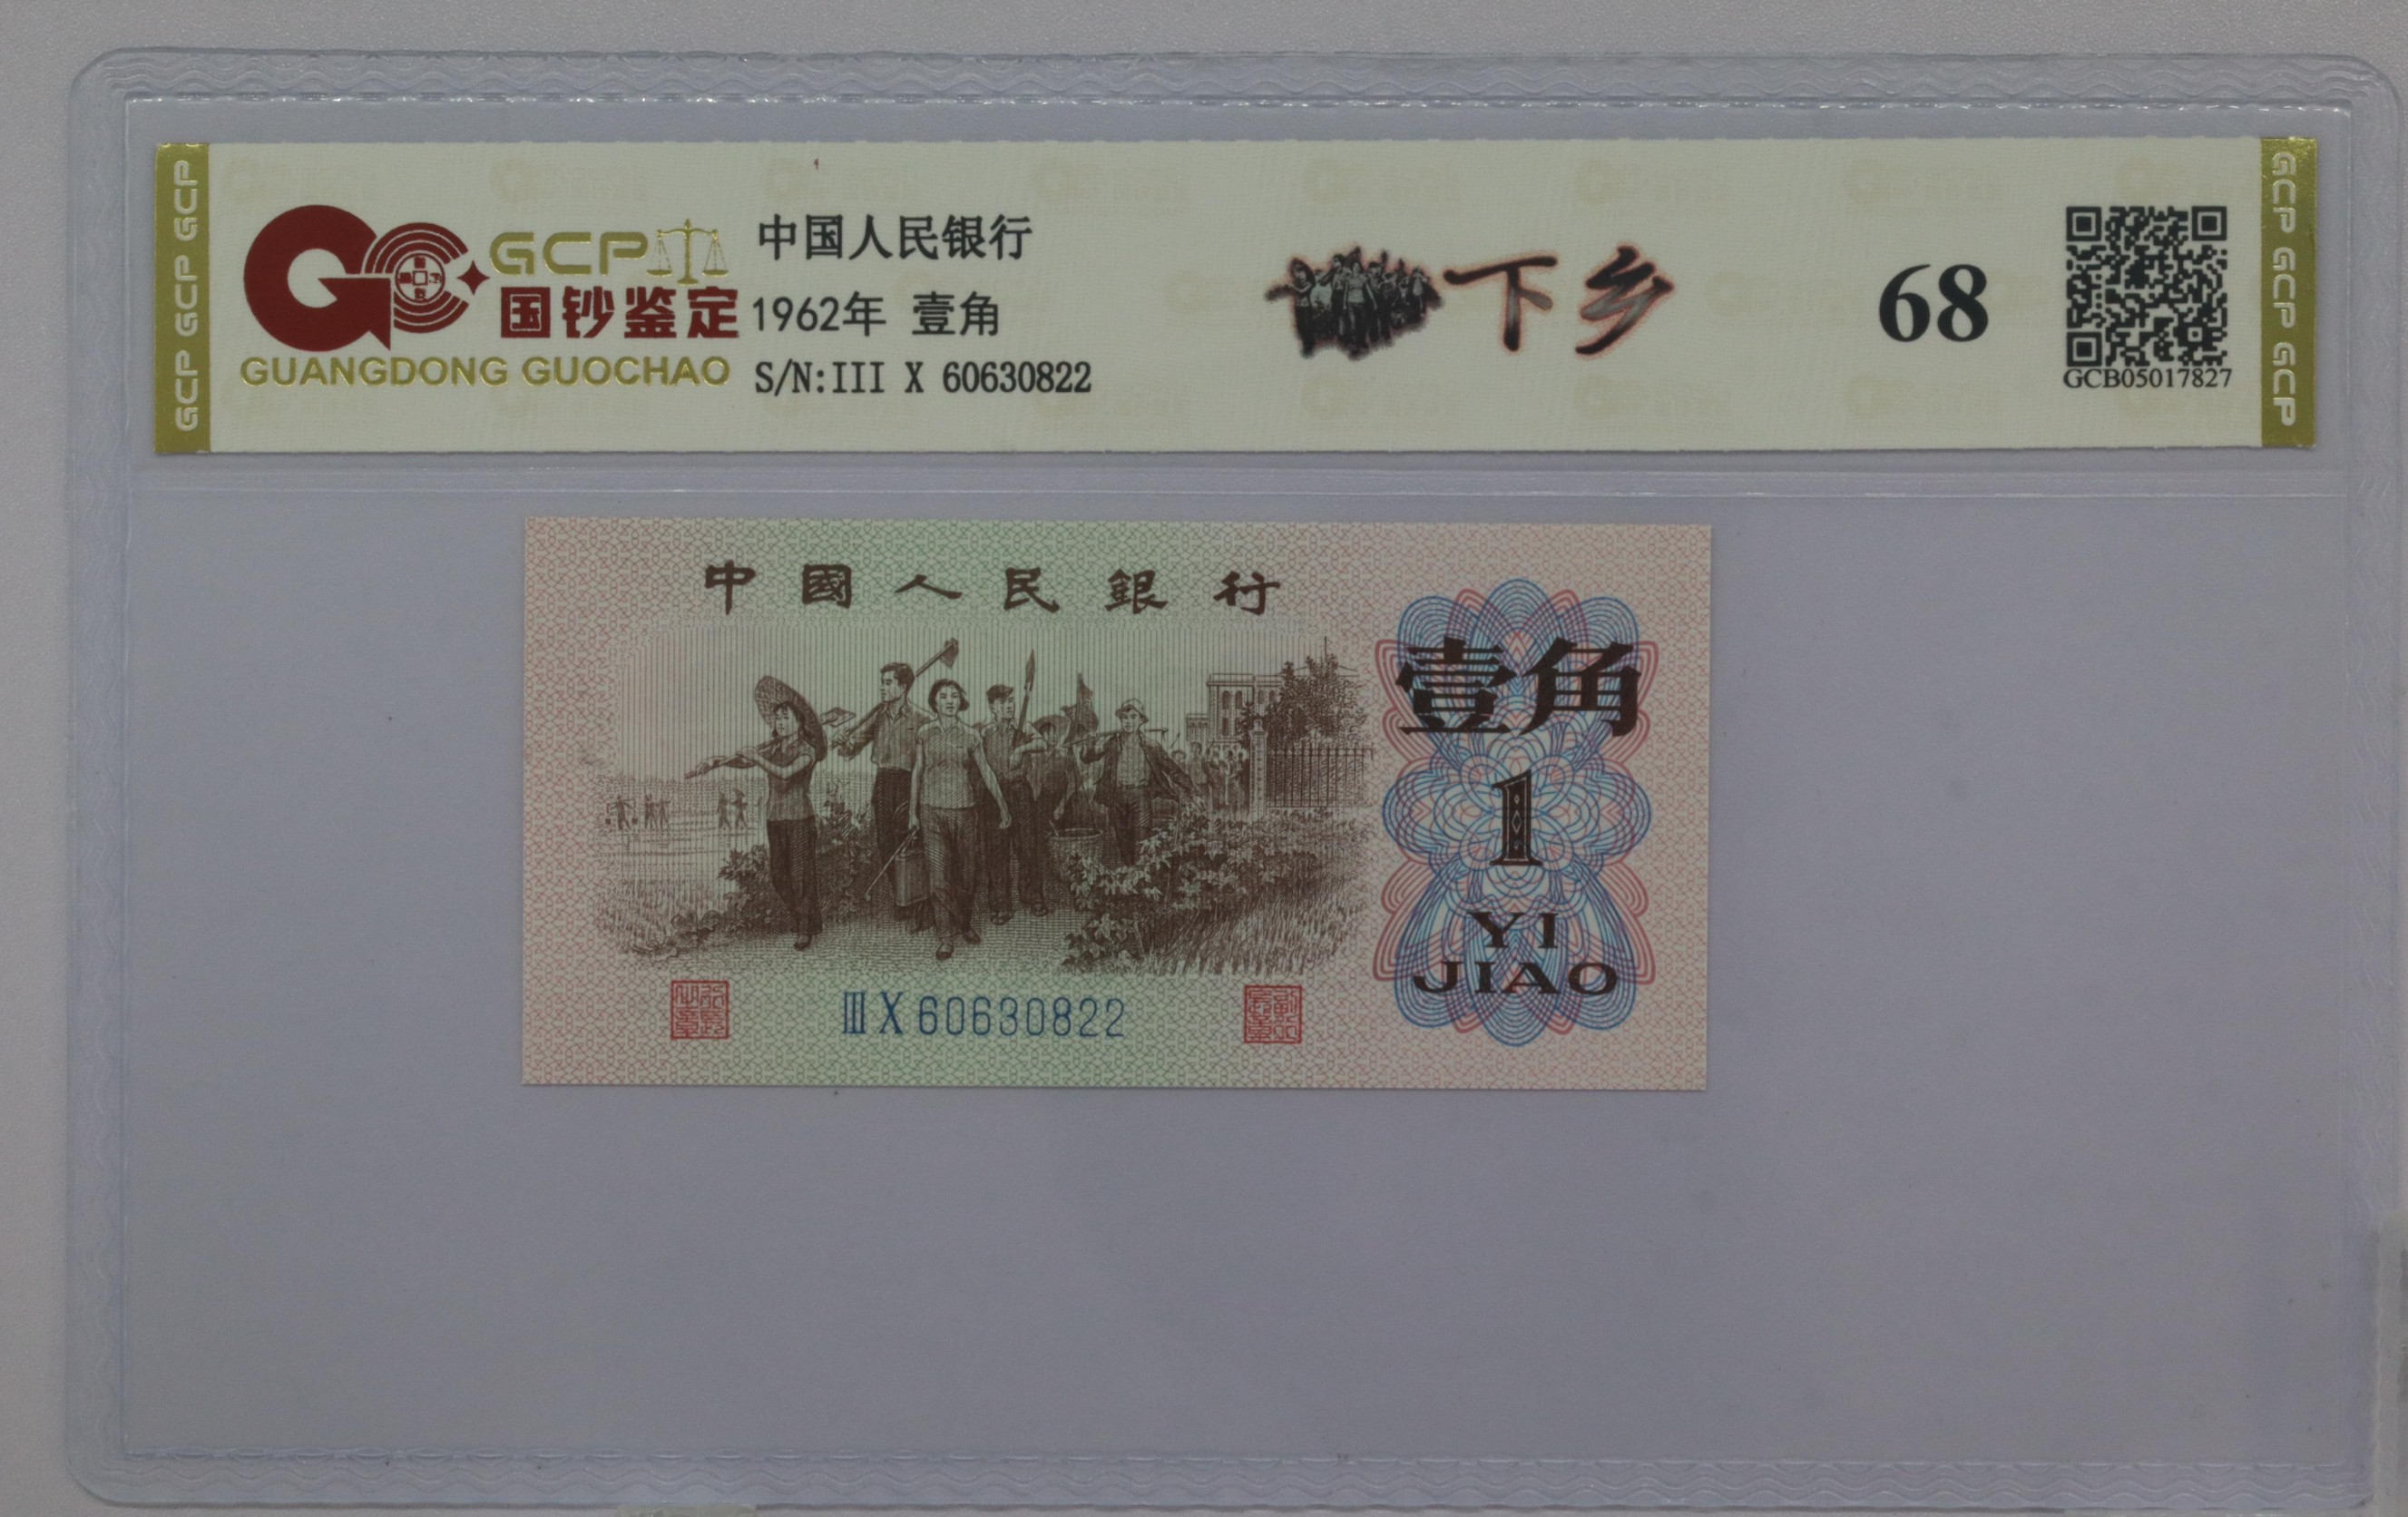 GCP GCP GCP
GCP
国钞鉴定
GUANGDONG GUOCHAO
中国人民银行
1962年 壹角
S/N:III X 60630822
下乡
68
GCB05017827
GCP GCP GCP
中國人民銀行
壹角
1
YI
JIAO
III X 60630822